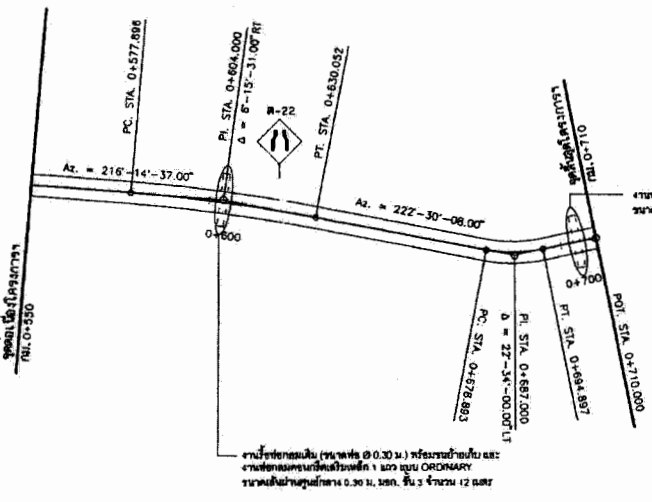 PC. STA. 0+577.896
PI. STA. 0+604.000
Δ = 6°-15'-31.00"RT
ต-22
PT. STA. 0+630.052
Az. = 216°-14'-37.00"
Az. = 222°-30'-08.00"
0+600
กม. 0+550
จุดสิ้นสุดโครงการฯ
กม. 0+710
0+700
PC. STA. 0+678.893
PI. STA. 0+687.000
Δ = 22°-34'-00.00"LT
PT. STA. 0+694.897
POT. STA. 0+710.000
งานรื้อท่อกลมเดิม (ขนาดท่อ Ø 0.30 ม.) พร้อมขนย้ายเก็บ และ
งานท่อกลมคอนกรีตเสริมเหล็ก 1 แถว แบบ ORDINARY
ขนาดเส้นผ่านศูนย์กลาง 0.30 ม. มอก. ชั้น 3 จำนวน 12 เมตร